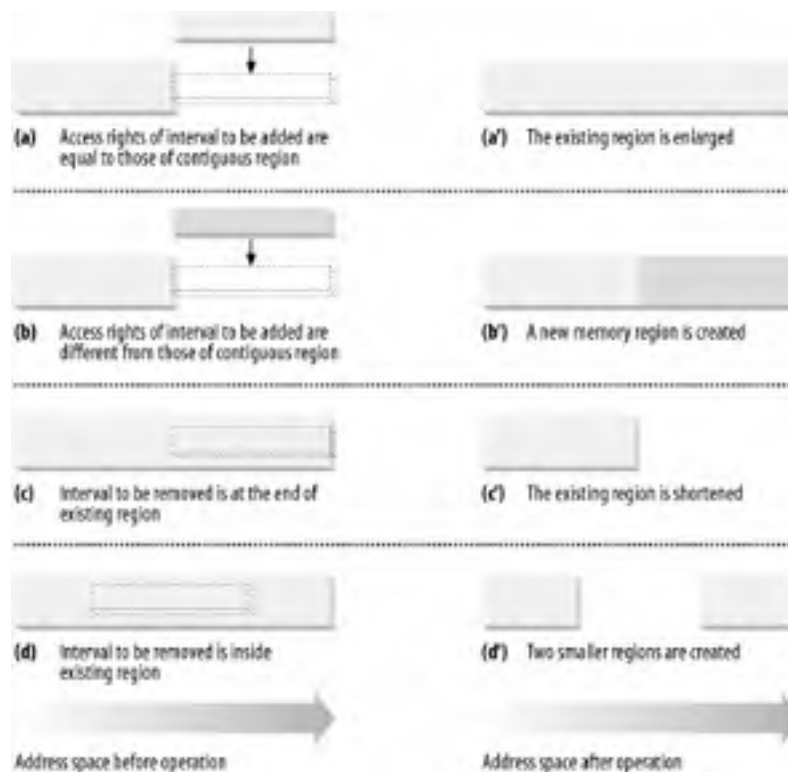 (a) Access rights of interval to be added are
equal to those of contiguous region
(a') The existing region is enlarged
(b) Access rights of interval to be added are
different from those of contiguous region
(b') A new memory region is created
(c) Interval to be removed is at the end of
existing region
(c') The existing region is shortened
(d) Interval to be removed is inside
existing region
(d') Two smaller regions are created
Address space before operation
Address space after operation